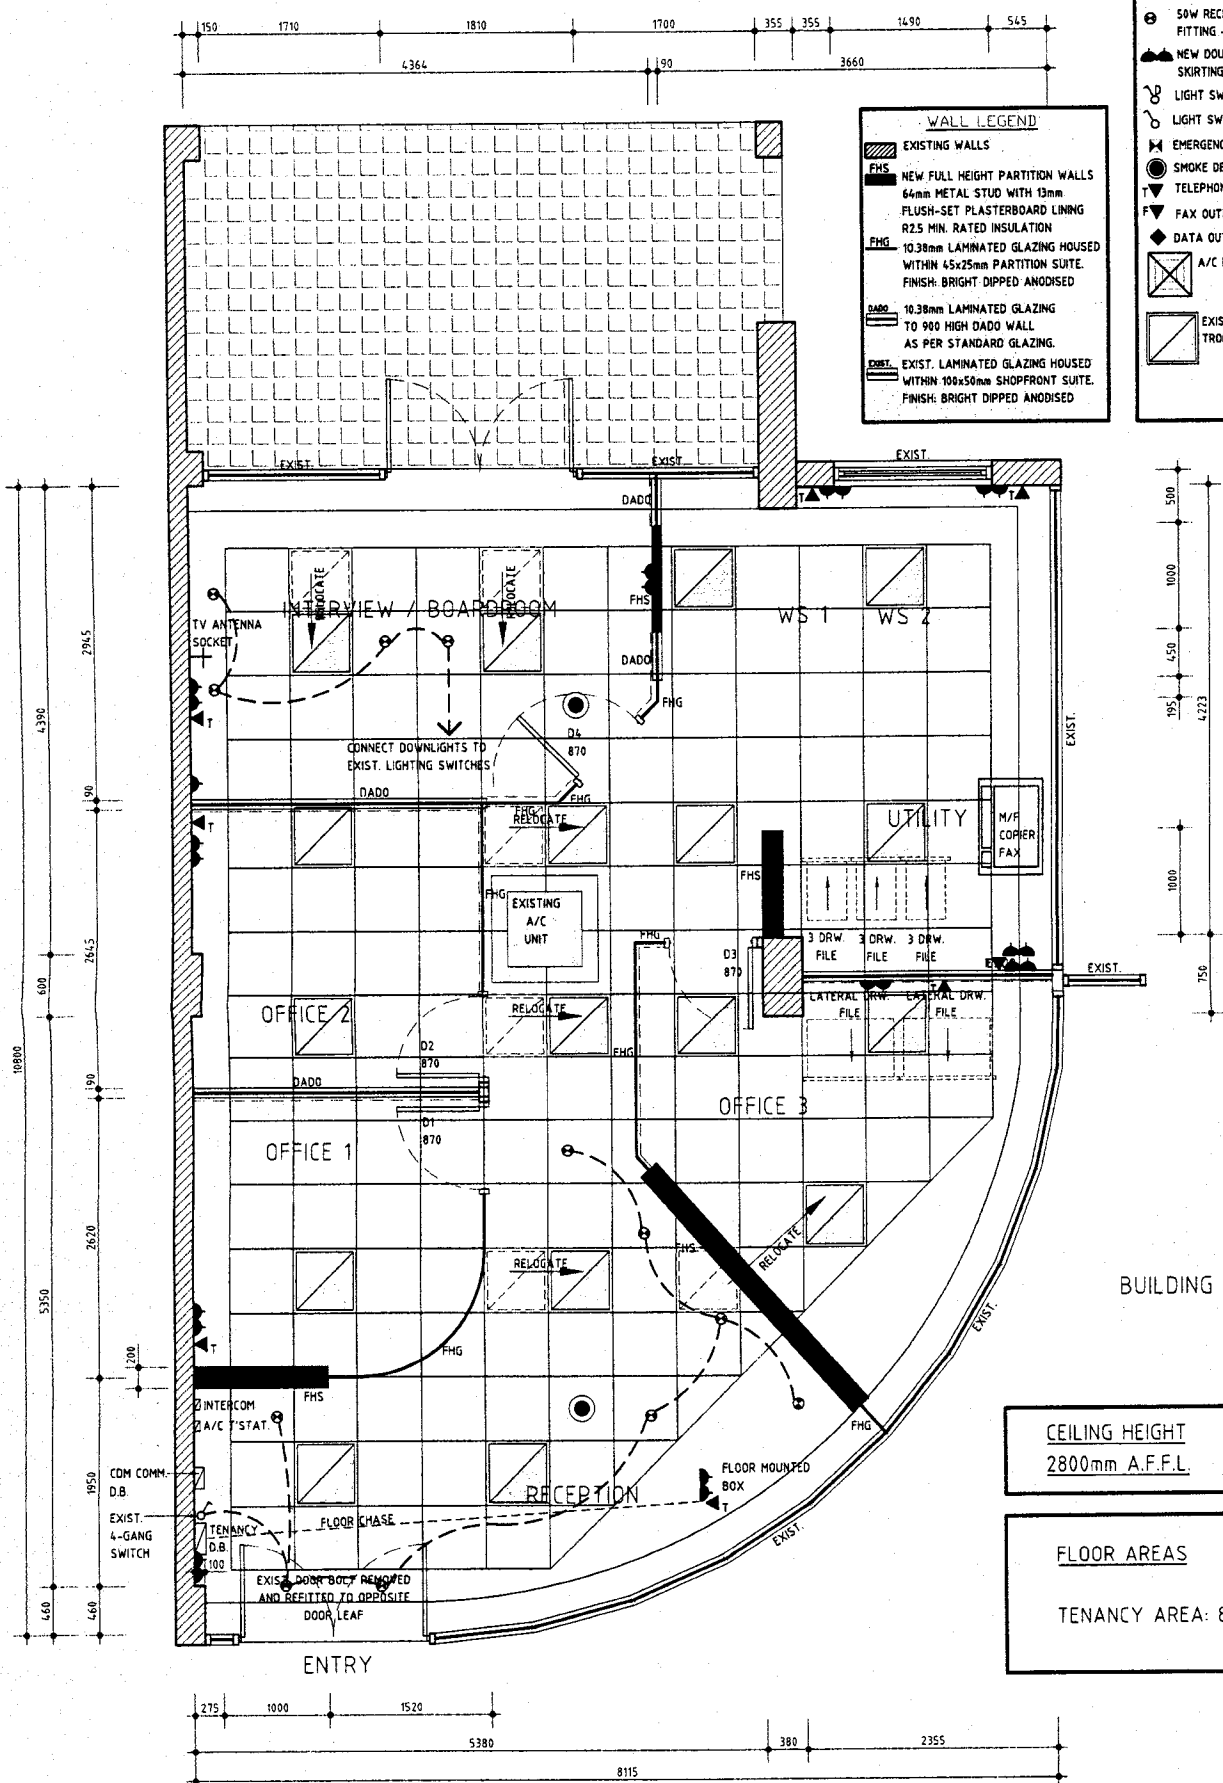 150 1710 1810 1700 355 355 1490 545
4364 90 3660
50W REC
FITTING -
NEW DOU
SKIRTING
LIGHT SW
LIGHT SW
EMERGENC
SMOKE DE
T TELEPHON
F FAX OUT
DATA OU
A/C
EXIS
TRO
WALL LEGEND
EXISTING WALLS
FHS
NEW FULL HEIGHT PARTITION WALLS
64mm METAL STUD WITH 13mm
FLUSH-SET PLASTERBOARD LINING
R2.5 MIN. RATED INSULATION
FHG
10.38mm LAMINATED GLAZING HOUSED
WITHIN 45x25mm PARTITION SUITE.
FINISH: BRIGHT DIPPED ANODISED
DADO
10.38mm LAMINATED GLAZING
TO 900 HIGH DADO WALL
AS PER STANDARD GLAZING.
EXIST.
EXIST. LAMINATED GLAZING HOUSED
WITHIN 100x50mm SHOPFRONT SUITE.
FINISH: BRIGHT DIPPED ANODISED
EXIST.
EXIST.
EXIST.
DADO
T
T
RELOCATE
RELOCATE
INTERVIEW / BOARDROOM
FHS
WS 1
WS 2
TV ANTENNA
SOCKET
DADO
FHG
T
D4
870
CONNECT DOWNLIGHTS TO
EXIST. LIGHTING SWITCHES
EXIST.
DADO
FHG
FHG
RELOCATE
T
UTILITY
M/F
COPIER
FAX
FHS
FHG
EXISTING
A/C
UNIT
FHG
D3
870
3 DRW.
FILE
3 DRW.
FILE
3 DRW.
FILE
F
EXIST.
T
LATERAL DRW.
FILE
LATERAL DRW.
FILE
OFFICE 2
RELOCATE
FHG
D2
870
DADO
D1
870
OFFICE 3
OFFICE 1
RELOCATE
FHS
RELOCATE
BUILDING
EXIST.
T
FHG
FHS
INTERCOM
A/C T'STAT.
FHG
CEILING HEIGHT
2800mm A.F.F.L.
COM COMM.
D.B.
FLOOR MOUNTED
BOX
T
RECEPTION
EXIST.
4-GANG
SWITCH
TENANCY
D.B.
100
FLOOR CHASE
EXIST.
EXIST. DOOR BOLT REMOVED
AND REFITTED TO OPPOSITE
DOOR LEAF
FLOOR AREAS
TENANCY AREA: 8
ENTRY
10800
4390
600
5350
460
2945
90
2645
90
2620
200
1950
460
500
1000
450
195
4223
1000
750
275 1000 1520
5380 380 2355
8115